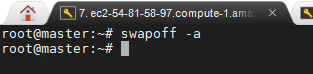 7. ec2-54-81-58-97.compute-1.ama
root@master:~# swapoff -a
root@master:~#